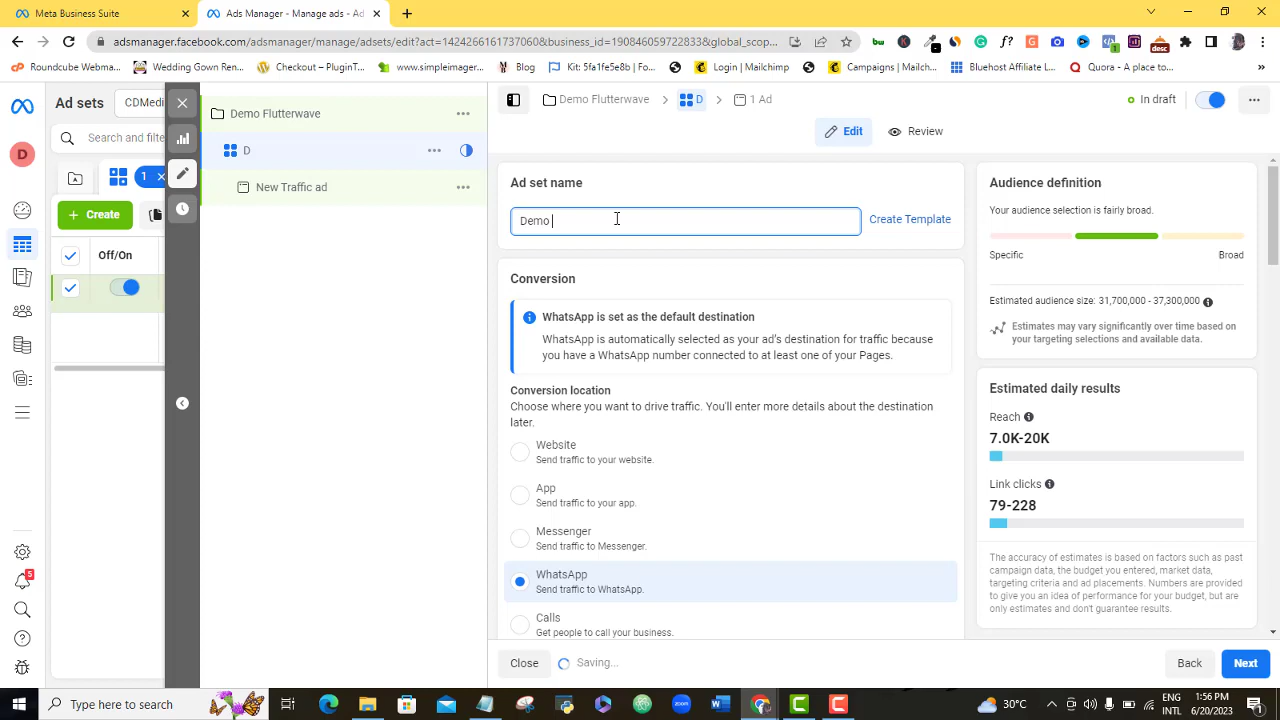 Meta Business Suite
Ads Manager - Manage ads - Ad
adsmanager.facebook.com/adsmanager/manage/adsets/edit?act=1424266161737060&business_id=1908460597228338&global_scop...
Roundcube Webmail...
Wedding Gown Ren...
Checkout – PluginT...
www.simpleimager...
Blog
Kit: 5fa1fe5e8t | Fo...
Login | Mailchimp
Campaigns | Mailch...
Bluehost Affiliate L...
Quora - A place to...
»
Ad sets
CDMedi
Search and filte
1
Create
Off/On
D
5
Demo Flutterwave
D
New Traffic ad
Demo Flutterwave
D
1 Ad
In draft
Edit
Review
Ad set name
Demo
Create Template
Conversion
WhatsApp is set as the default destination
WhatsApp is automatically selected as your ad's destination for traffic because
you have a WhatsApp number connected to at least one of your Pages.
Conversion location
Choose where you want to drive traffic. You'll enter more details about the destination
later.
Website
Send traffic to your website.
App
Send traffic to your app.
Messenger
Send traffic to Messenger.
WhatsApp
Send traffic to WhatsApp.
Calls
Get people to call your business.
Audience definition
Your audience selection is fairly broad.
Specific
Broad
Estimated audience size: 31,700,000 - 37,300,000
Estimates may vary significantly over time based on
your targeting selections and available data.
Estimated daily results
Reach
7.0K-20K
Link clicks
79-228
The accuracy of estimates is based on factors such as past
campaign data, the budget you entered, market data,
targeting criteria and ad placements. Numbers are provided
to give you an idea of performance for your budget, but are
only estimates and don't guarantee results.
Close
Saving...
Back
Next
Type here to search
30°C
ENG
INTL
1:56 PM
6/20/2023